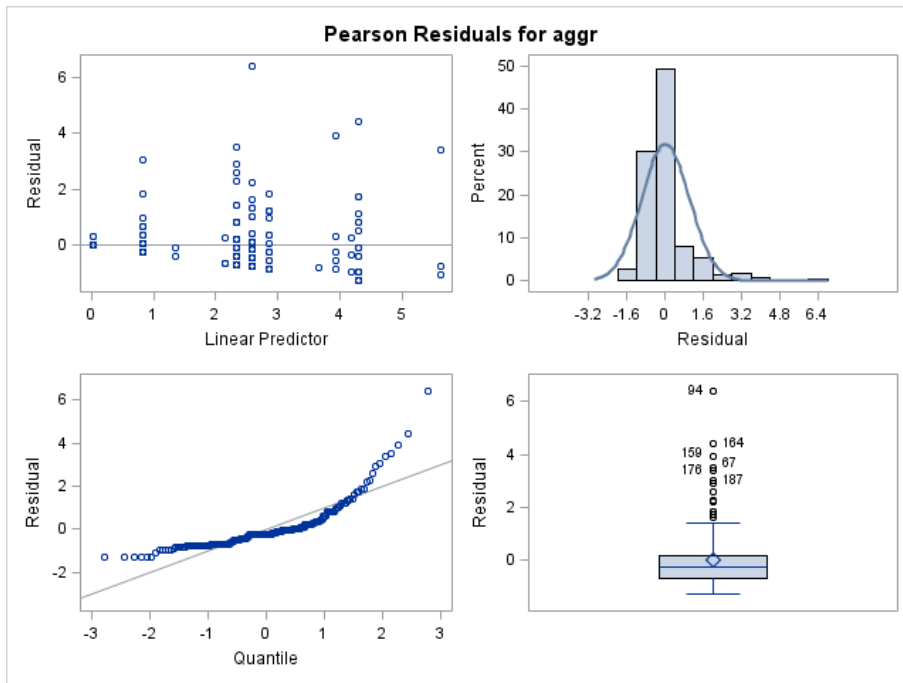 Pearson Residuals for aggr
6
4
2
0
Residual
0 1 2 3 4 5
Linear Predictor
50
40
30
20
10
0
Percent
-3.2 -1.6 0 1.6 3.2 4.8 6.4
Residual
6
4
2
0
-2
Residual
-3 -2 -1 0 1 2 3
Quantile
6
4
2
0
Residual
94
164
159
67
176
187